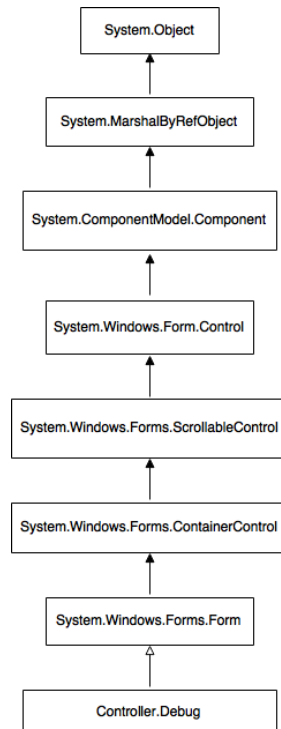 System.Object
System.MarshalByRefObject
System.ComponentModel.Component
System.Windows.Form.Control
System.Windows.Forms.ScrollableControl
System.Windows.Forms.ContainerControl
System.Windows.Forms.Form
Controller.Debug